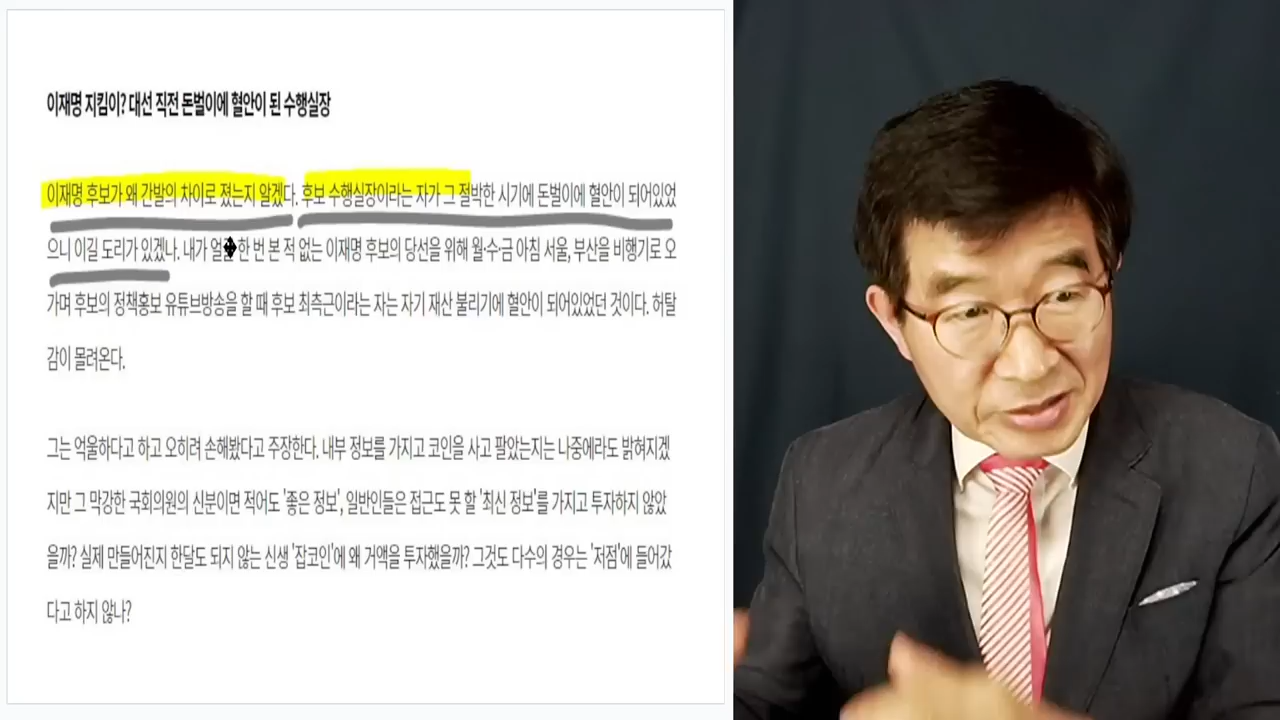 이재명 지킴이? 대선 직전 돈벌이에 혈안이 된 수행실장
이재명 후보가 왜 간발의 차이로 졌는지 알겠다. 후보 수행실장이라는 자가 그 절박한 시기에 돈벌이에 혈안이 되어있었
으니 이길 도리가 있겠나. 내가 한 번 본 적 없는 이재명 후보의 당선을 위해 월·수·금 아침 서울, 부산을 비행기로 오
가며 후보의 정책홍보 유튜브방송을 할 때 후보 최측근이라는 자는 자기 재산 불리기에 혈안이 되어있었던 것이다. 허탈
감이 몰려온다.
그는 억울하다고 하고 오히려 손해봤다고 주장한다. 내부 정보를 가지고 코인을 사고 팔았는지는 나중에라도 밝혀지겠
지만 그 막강한 국회의원의 신분이면 적어도 '좋은 정보', 일반인들은 접근도 못 할 '최신 정보'를 가지고 투자하지 않았
을까? 실제 만들어진지 한달도 되지 않는 신생 '잡코인'에 왜 거액을 투자했을까? 그것도 다수의 경우는 '저점'에 들어갔
다고 하지 않나?